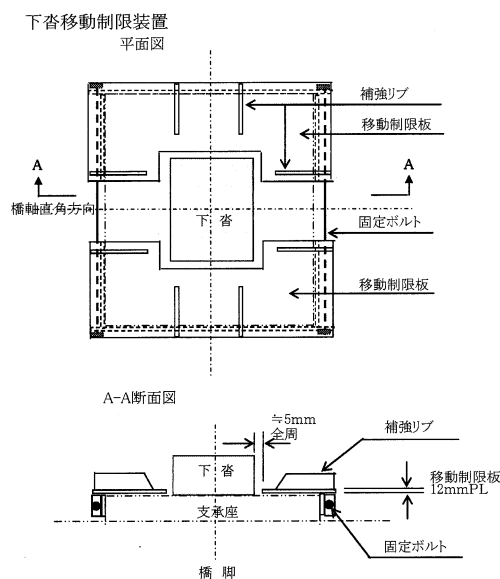 下沓移動制限装置
平面図
補強リブ
移動制限板
A
A
橋軸直角方向
下 沓
固定ボルト
移動制限板
A-A断面図
≒5mm
全周
補強リブ
下 沓
移動制限板
12mmPL
支承座
固定ボルト
橋 脚